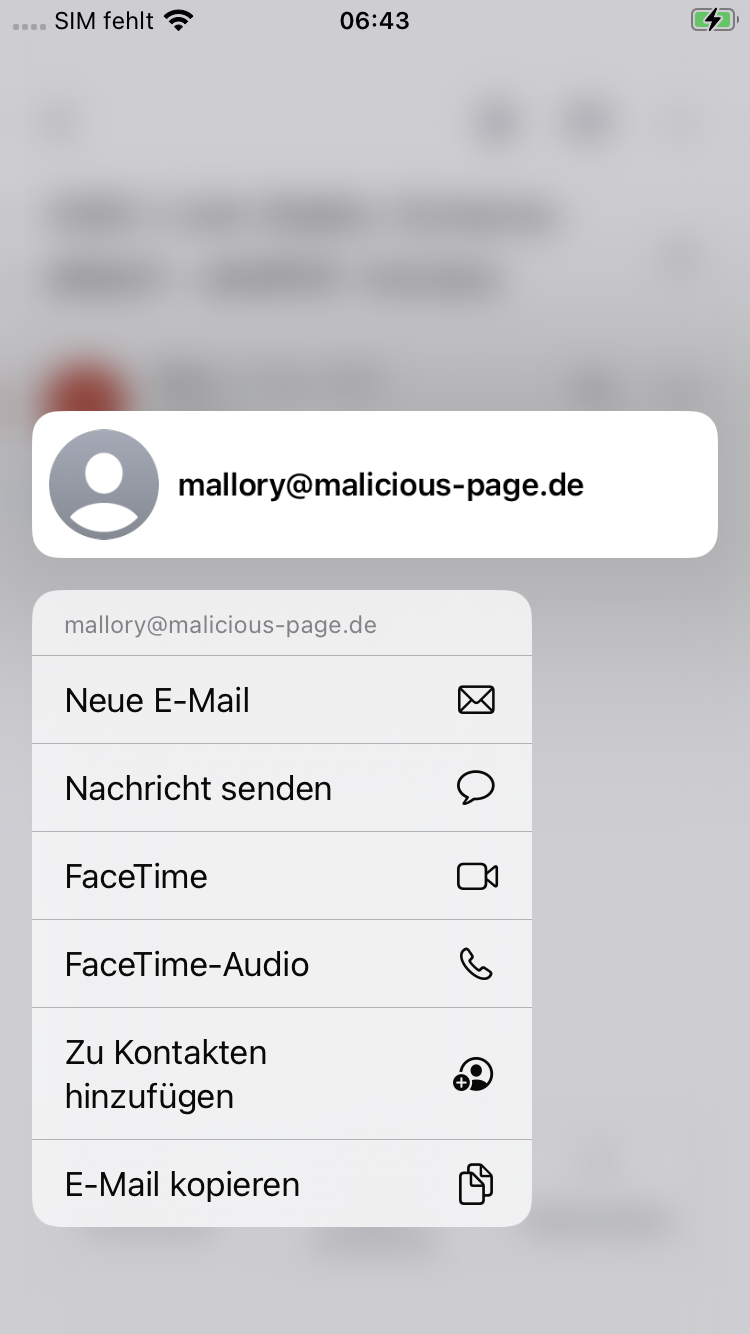 SIM fehlt 06:43
mallory@malicious-page.de
mallory@malicious-page.de
Neue E-Mail
Nachricht senden
FaceTime
FaceTime-Audio
Zu Kontakten
hinzufügen
E-Mail kopieren